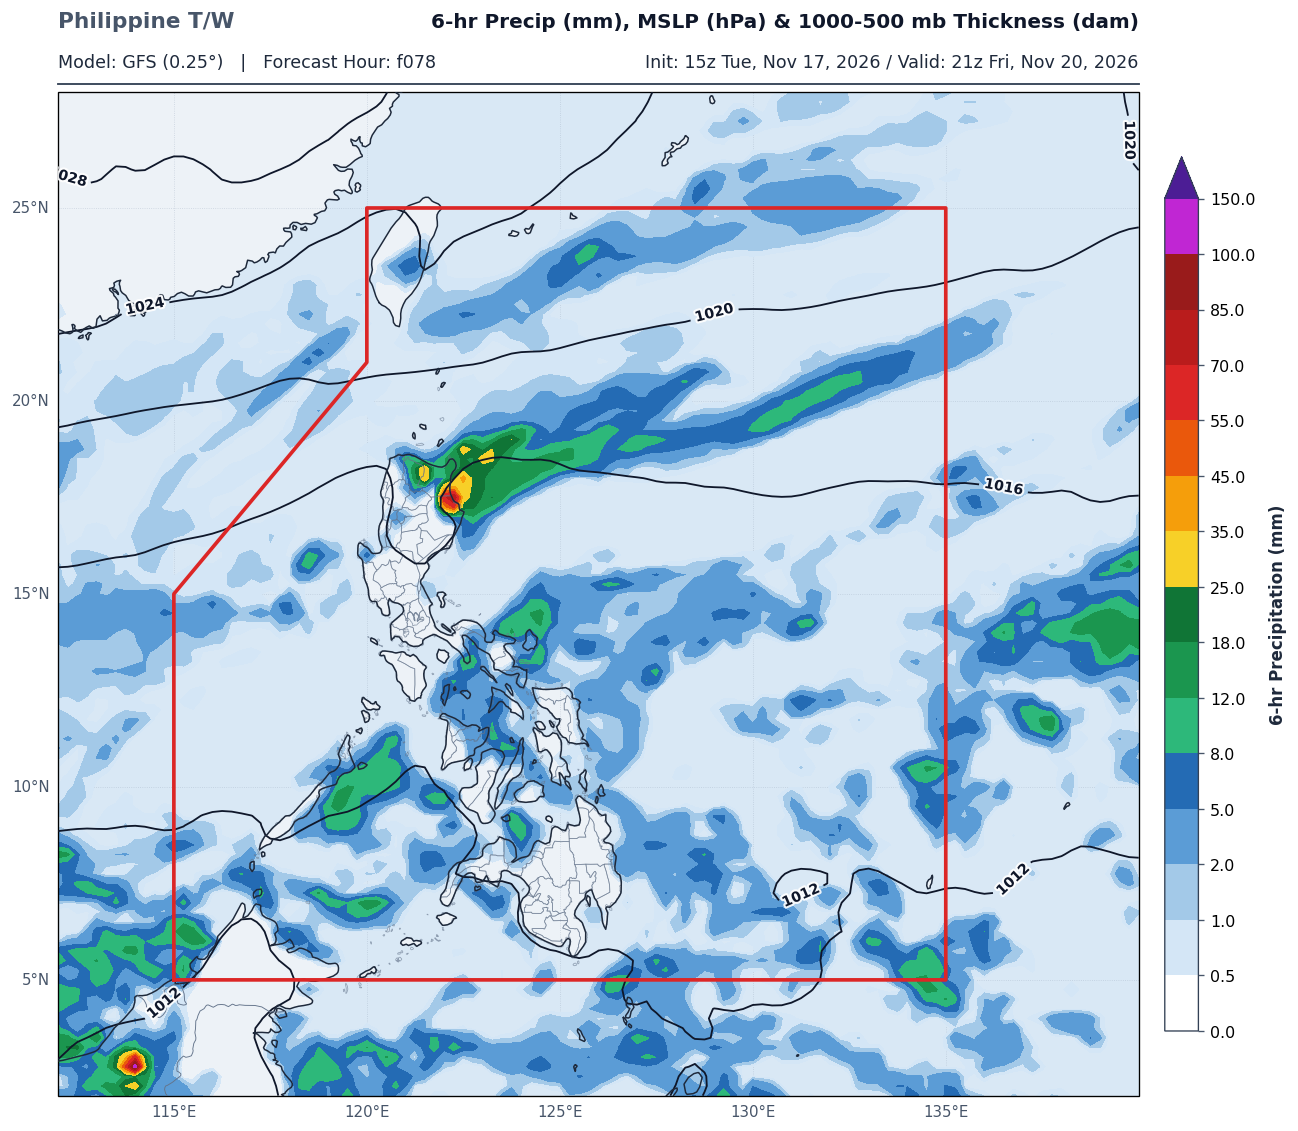 Philippine T/W
6-hr Precip (mm), MSLP (hPa) & 1000-500 mb Thickness (dam)
Model: GFS (0.25°) | Forecast Hour: f078
Init: 15z Tue, Nov 17, 2026 / Valid: 21z Fri, Nov 20, 2026
1020
028
1024
1020
1016
1012
1012
1012
25°N
20°N
15°N
10°N
5°N
115°E
120°E
125°E
130°E
135°E
150.0
100.0
85.0
70.0
55.0
45.0
35.0
25.0
18.0
12.0
8.0
5.0
2.0
1.0
0.5
0.0
6-hr Precipitation (mm)